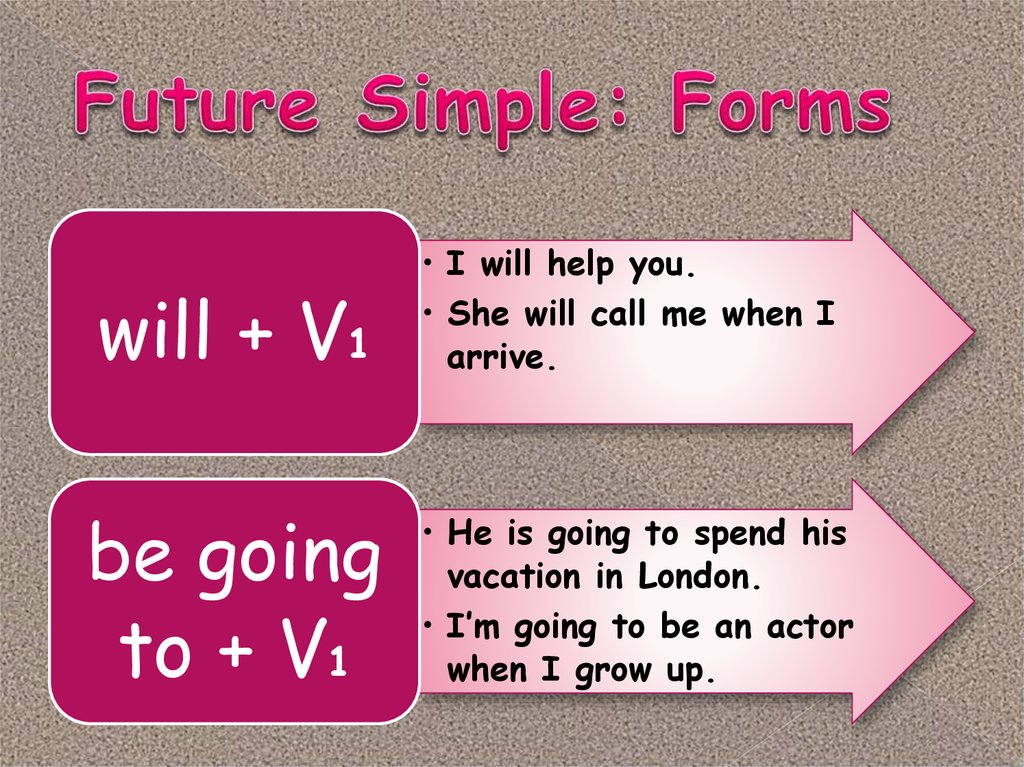 Future Simple: Forms
will + V₁
• I will help you.
• She will call me when I
arrive.
be going
to + V₁
• He is going to spend his
vacation in London.
• I’m going to be an actor
when I grow up.